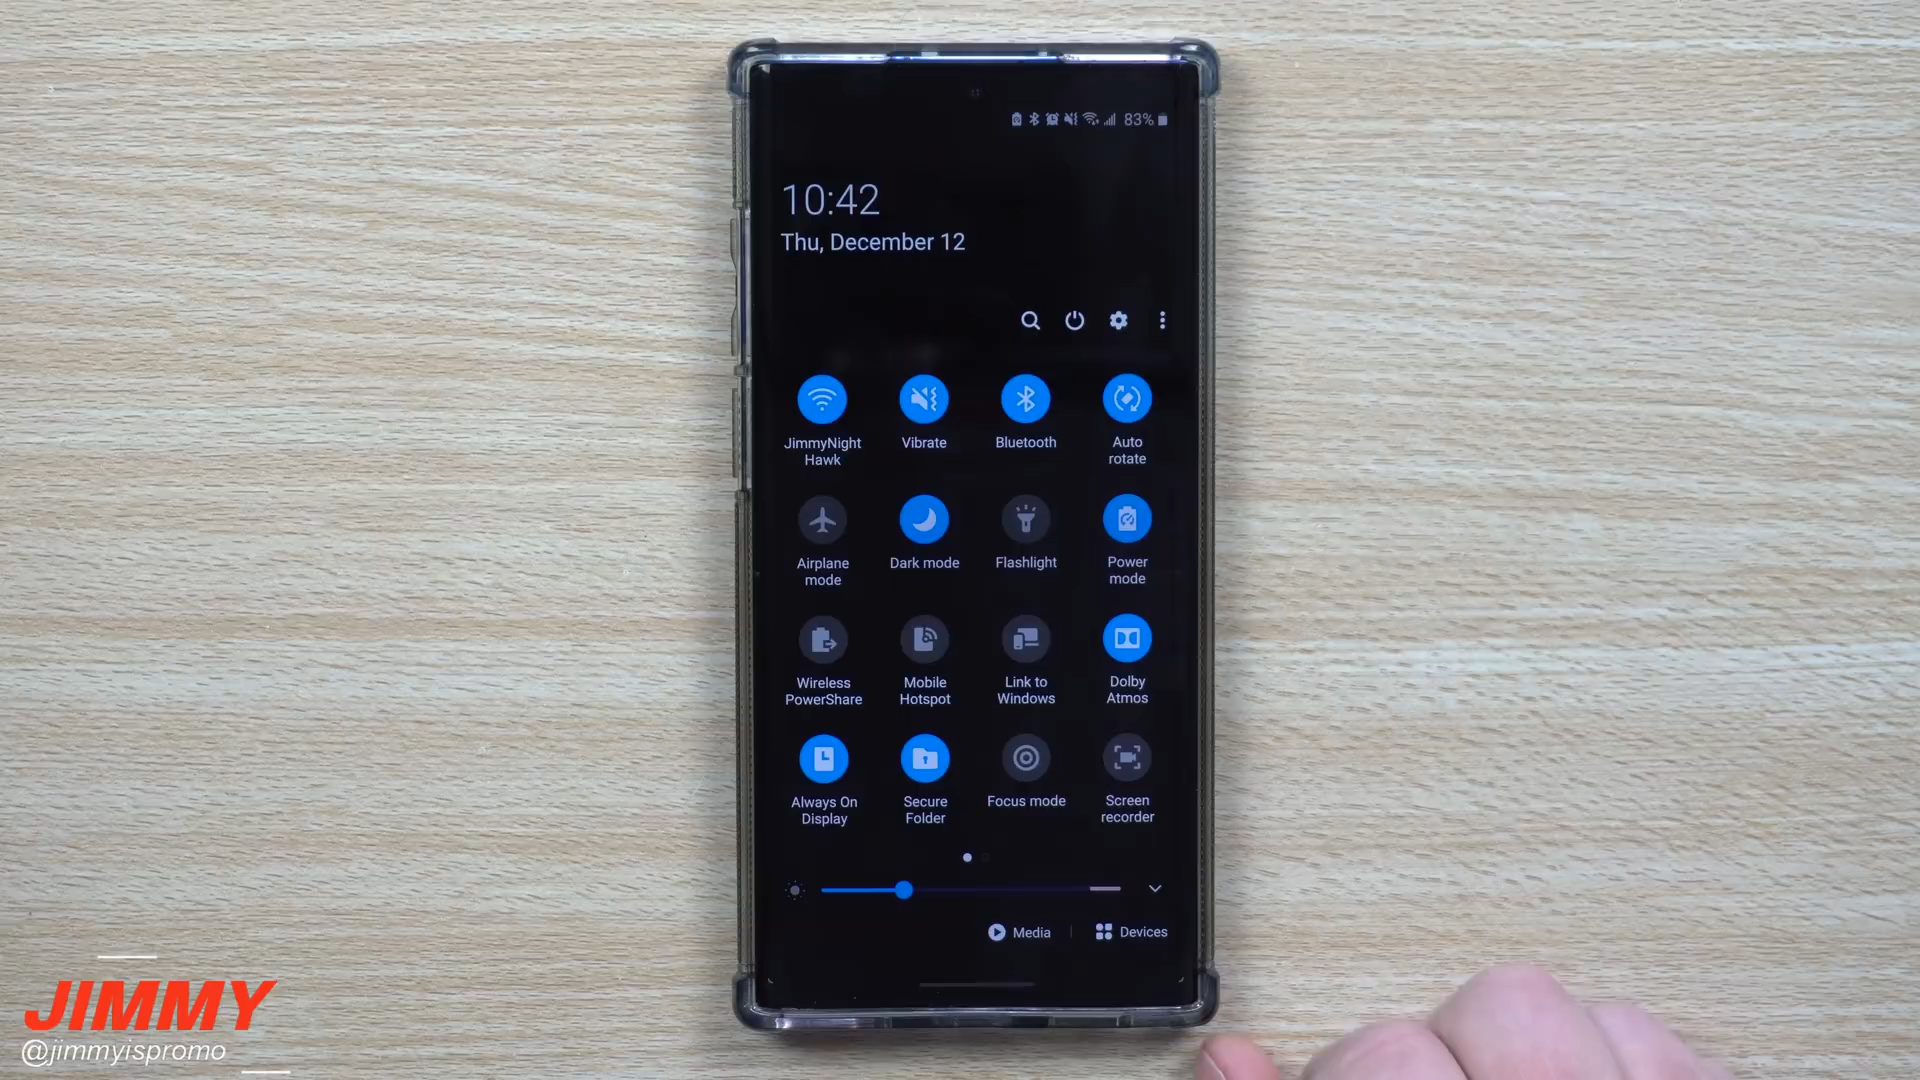 83%
10:42
Thu, December 12
JimmyNight
Hawk
Vibrate
Bluetooth
Auto
rotate
Airplane
mode
Dark mode
Flashlight
Power
mode
Wireless
PowerShare
Mobile
Hotspot
Link to
Windows
Dolby
Atmos
Always On
Display
Secure
Folder
Focus mode
Screen
recorder
Media
Devices
JIMMY
@jimmyispromo